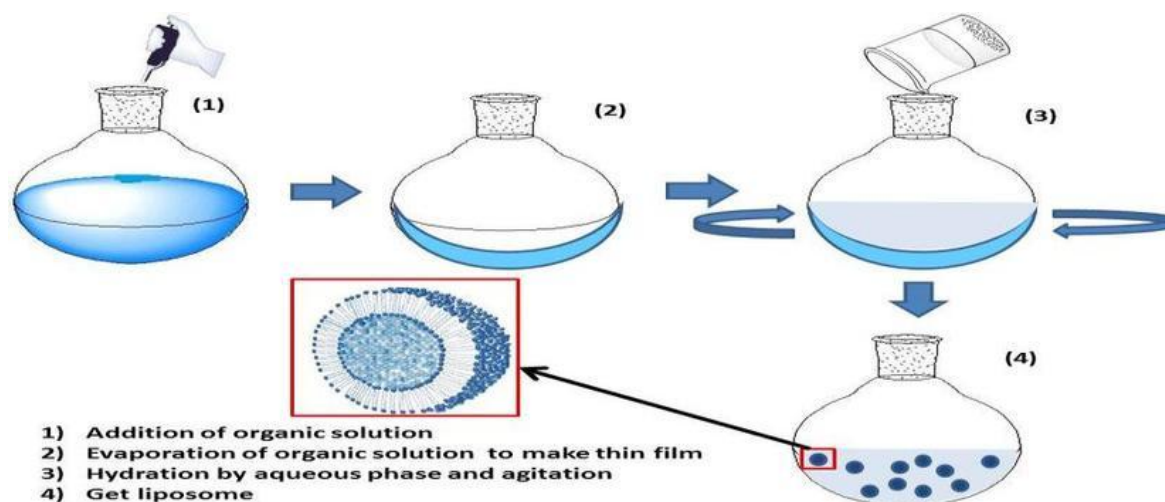 (1)
(2)
(3)
(4)
1) Addition of organic solution
2) Evaporation of organic solution to make thin film
3) Hydration by aqueous phase and agitation
4) Get liposome